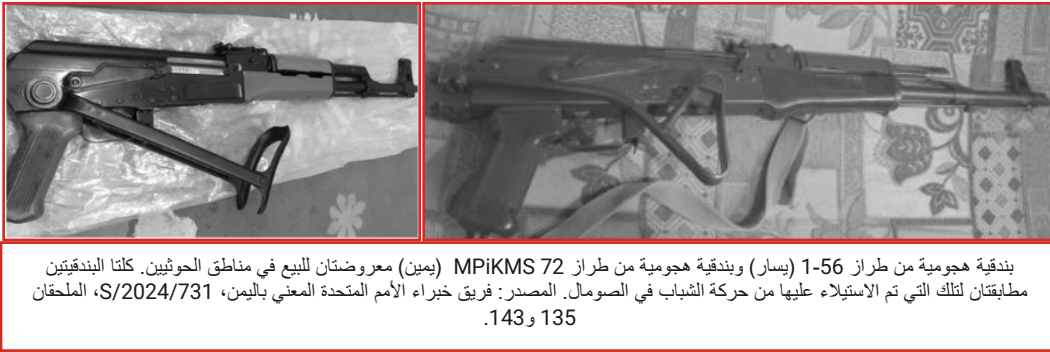 بندقية هجومية من طراز 56-1 (يسار) وبندقية هجومية من طراز MPiKMS 72 (يمين) معروضتان للبيع في مناطق الحوثيين. كلتا البندقيتين
مطابقتان لتلك التي تم الاستيلاء عليها من حركة الشباب في الصومال. المصدر: فريق خبراء الأمم المتحدة المعني باليمن، S/2024/731، الملحقان
135 و143.